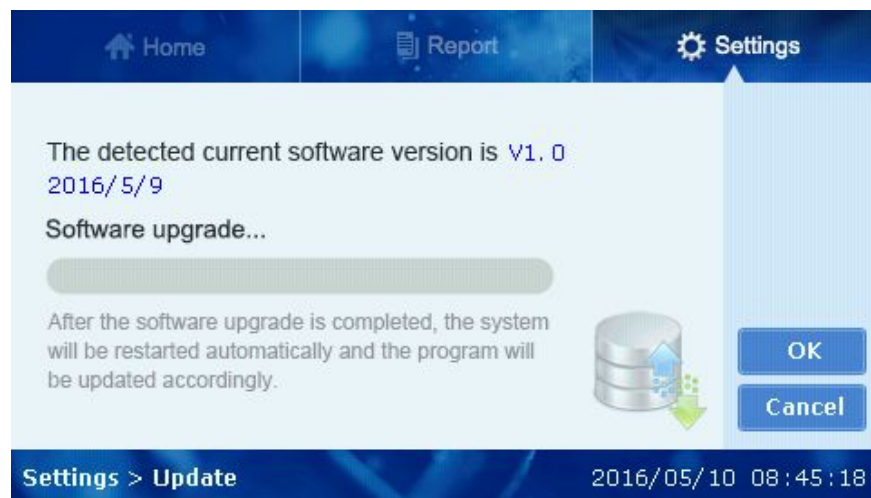 Home
Report
Settings
The detected current software version is V1.0
2016/5/9
Software upgrade...
After the software upgrade is completed, the system
will be restarted automatically and the program will
be updated accordingly.
OK
Cancel
Settings > Update
2016/05/10 08:45:18